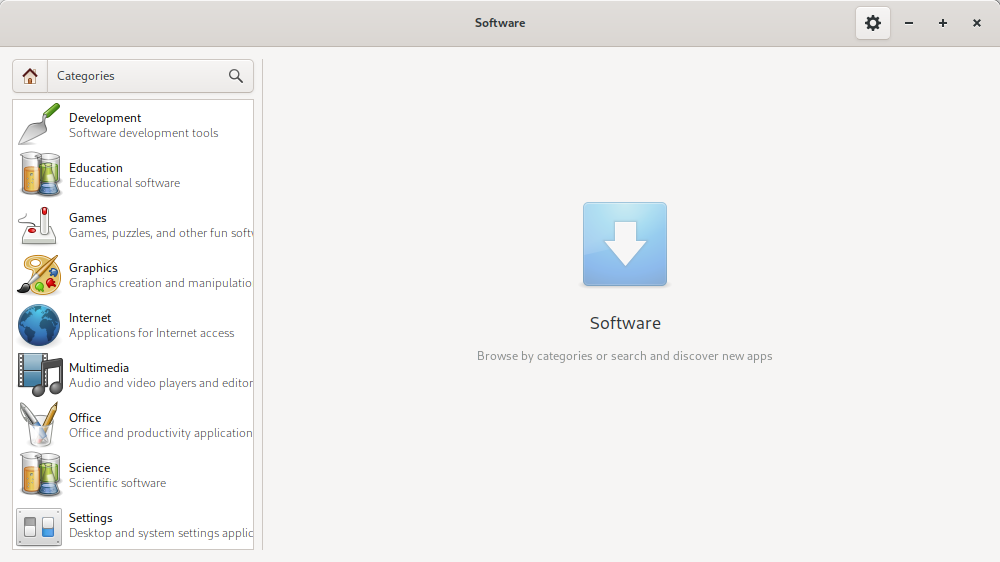 Software
Categories
Development
Software development tools
Education
Educational software
Games
Games, puzzles, and other fun soft
Graphics
Graphics creation and manipulatio
Internet
Applications for Internet access
Multimedia
Audio and video players and editor
Office
Office and productivity application
Science
Scientific software
Settings
Desktop and system settings applic
Software
Browse by categories or search and discover new apps